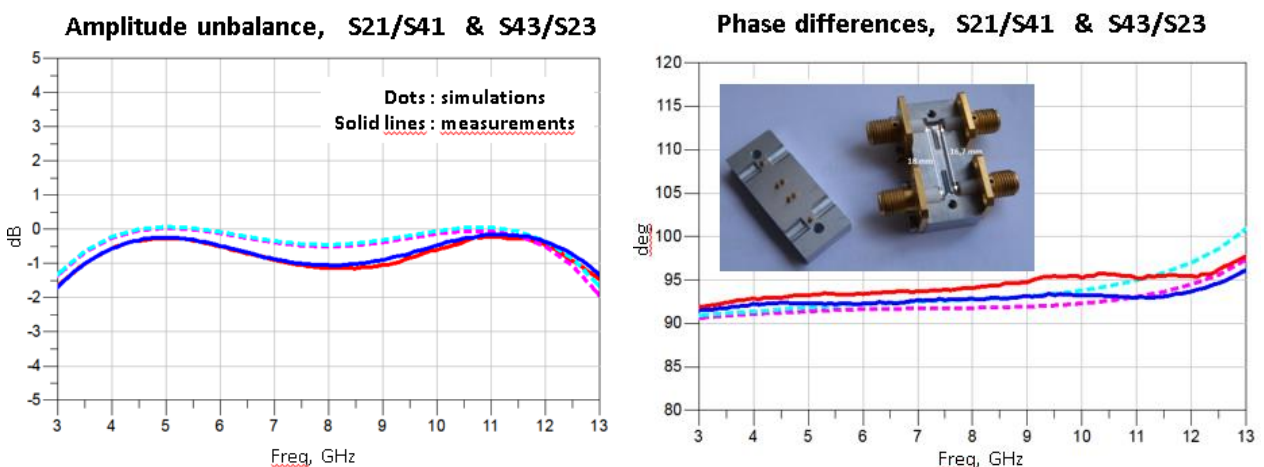 Amplitude unbalance, S21/S41 & S43/S23
5
4
3
2
1
0
-1
-2
-3
-4
-5
dB
Dots : simulations
Solid lines : measurements
3 4 5 6 7 8 9 10 11 12 13
Freq, GHz
Phase differences, S21/S41 & S43/S23
120
115
110
105
100
95
90
85
80
deg
18 mm
16,7 mm
3 4 5 6 7 8 9 10 11 12 13
Freq, GHz